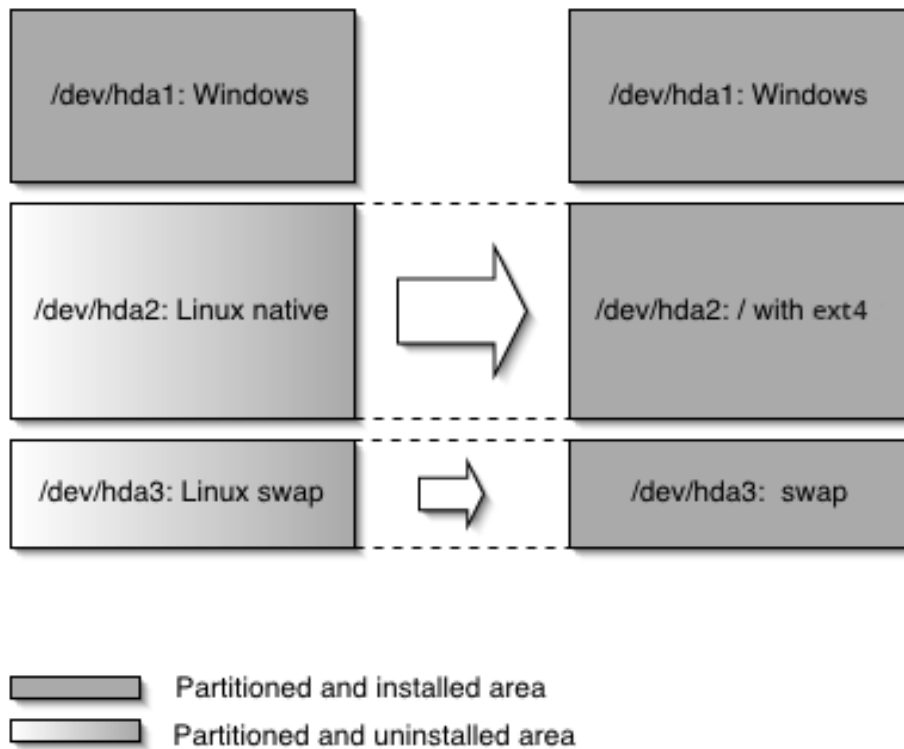 /dev/hda1: Windows
/dev/hda1: Windows
/dev/hda2: Linux native
/dev/hda2: / with ext4
/dev/hda3: Linux swap
/dev/hda3: swap
Partitioned and installed area
Partitioned and uninstalled area